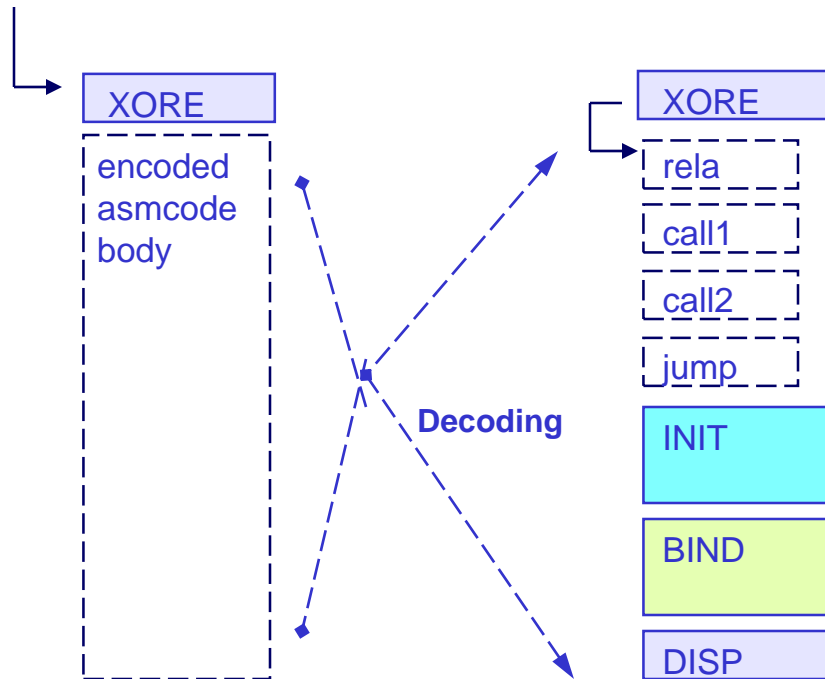 XORE
encoded
asmcode
body
Decoding
XORE
rela
call1
call2
jump
INIT
BIND
DISP